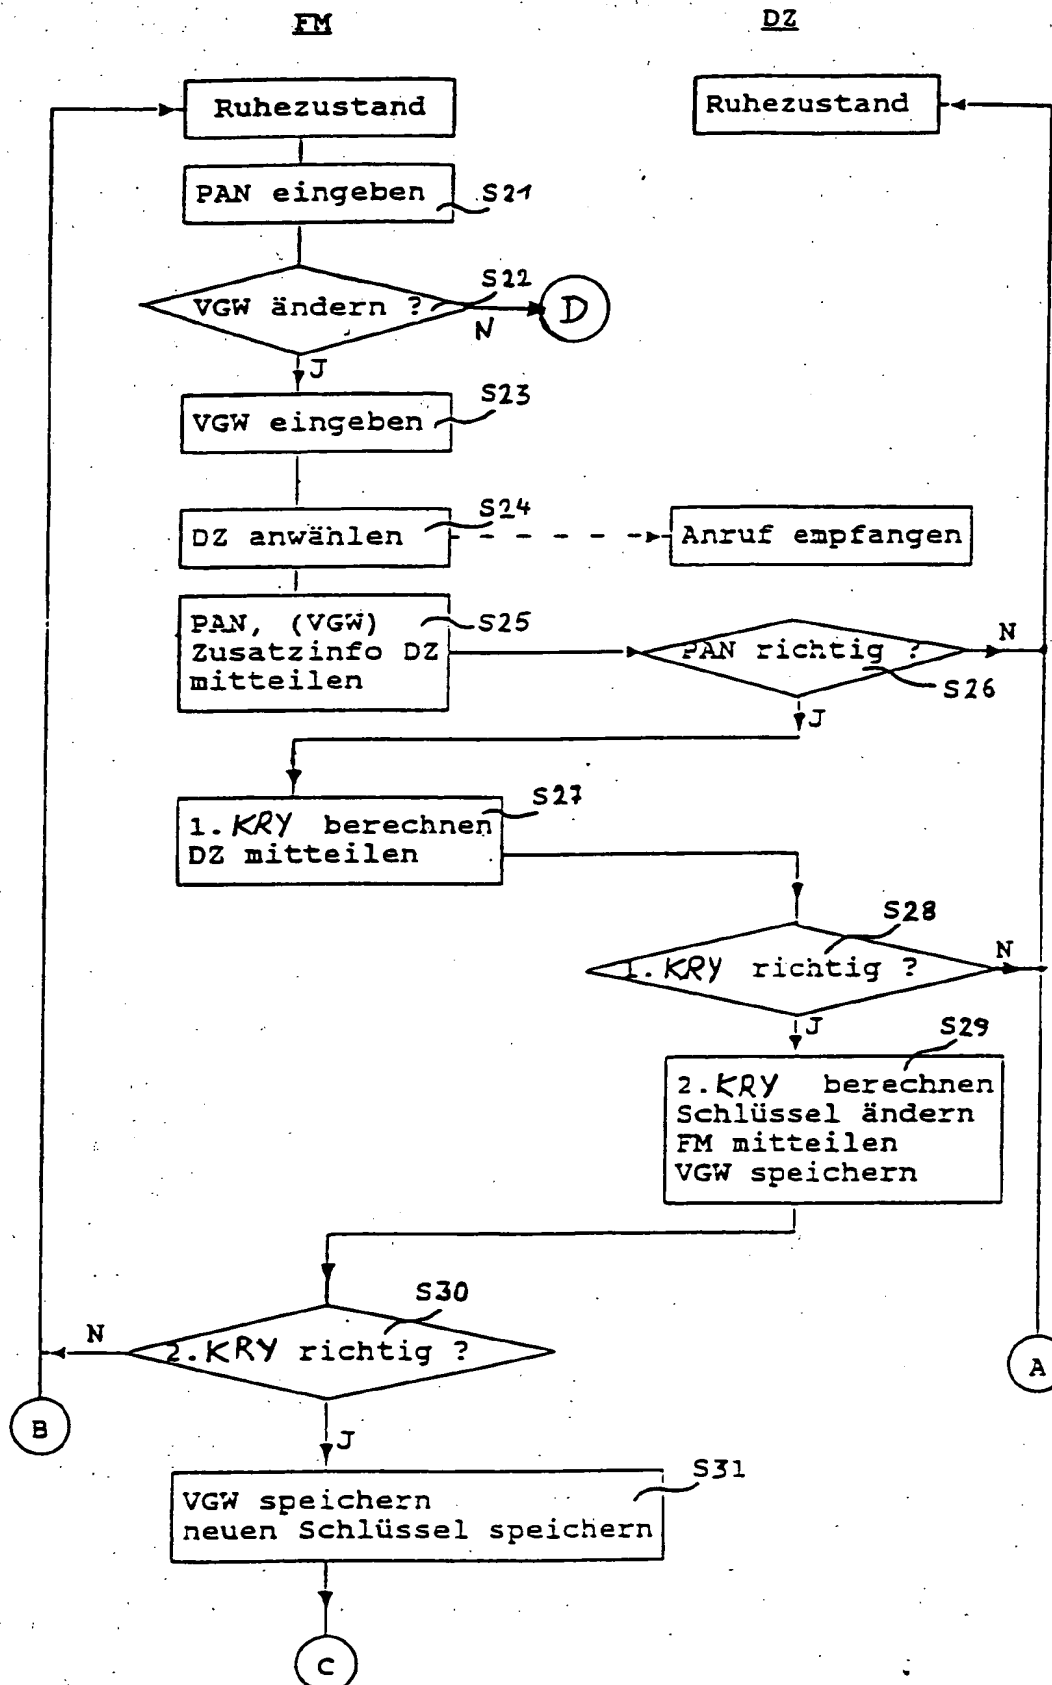 FM
DZ
Ruhezustand
Ruhezustand
PAN eingeben
S21
VGW ändern ?
S22
N
D
J
VGW eingeben
S23
DZ anwählen
S24
Anruf empfangen
PAN, (VGW)
Zusatzinfo DZ
mitteilen
S25
PAN richtig ?
N
S26
J
1. KRY berechnen
DZ mitteilen
S27
1. KRY richtig ?
S28
N
J
S29
2. KRY berechnen
Schlüssel ändern
FM mitteilen
VGW speichern
S30
2. KRY richtig ?
N
J
A
B
VGW speichern
neuen Schlüssel speichern
S31
C